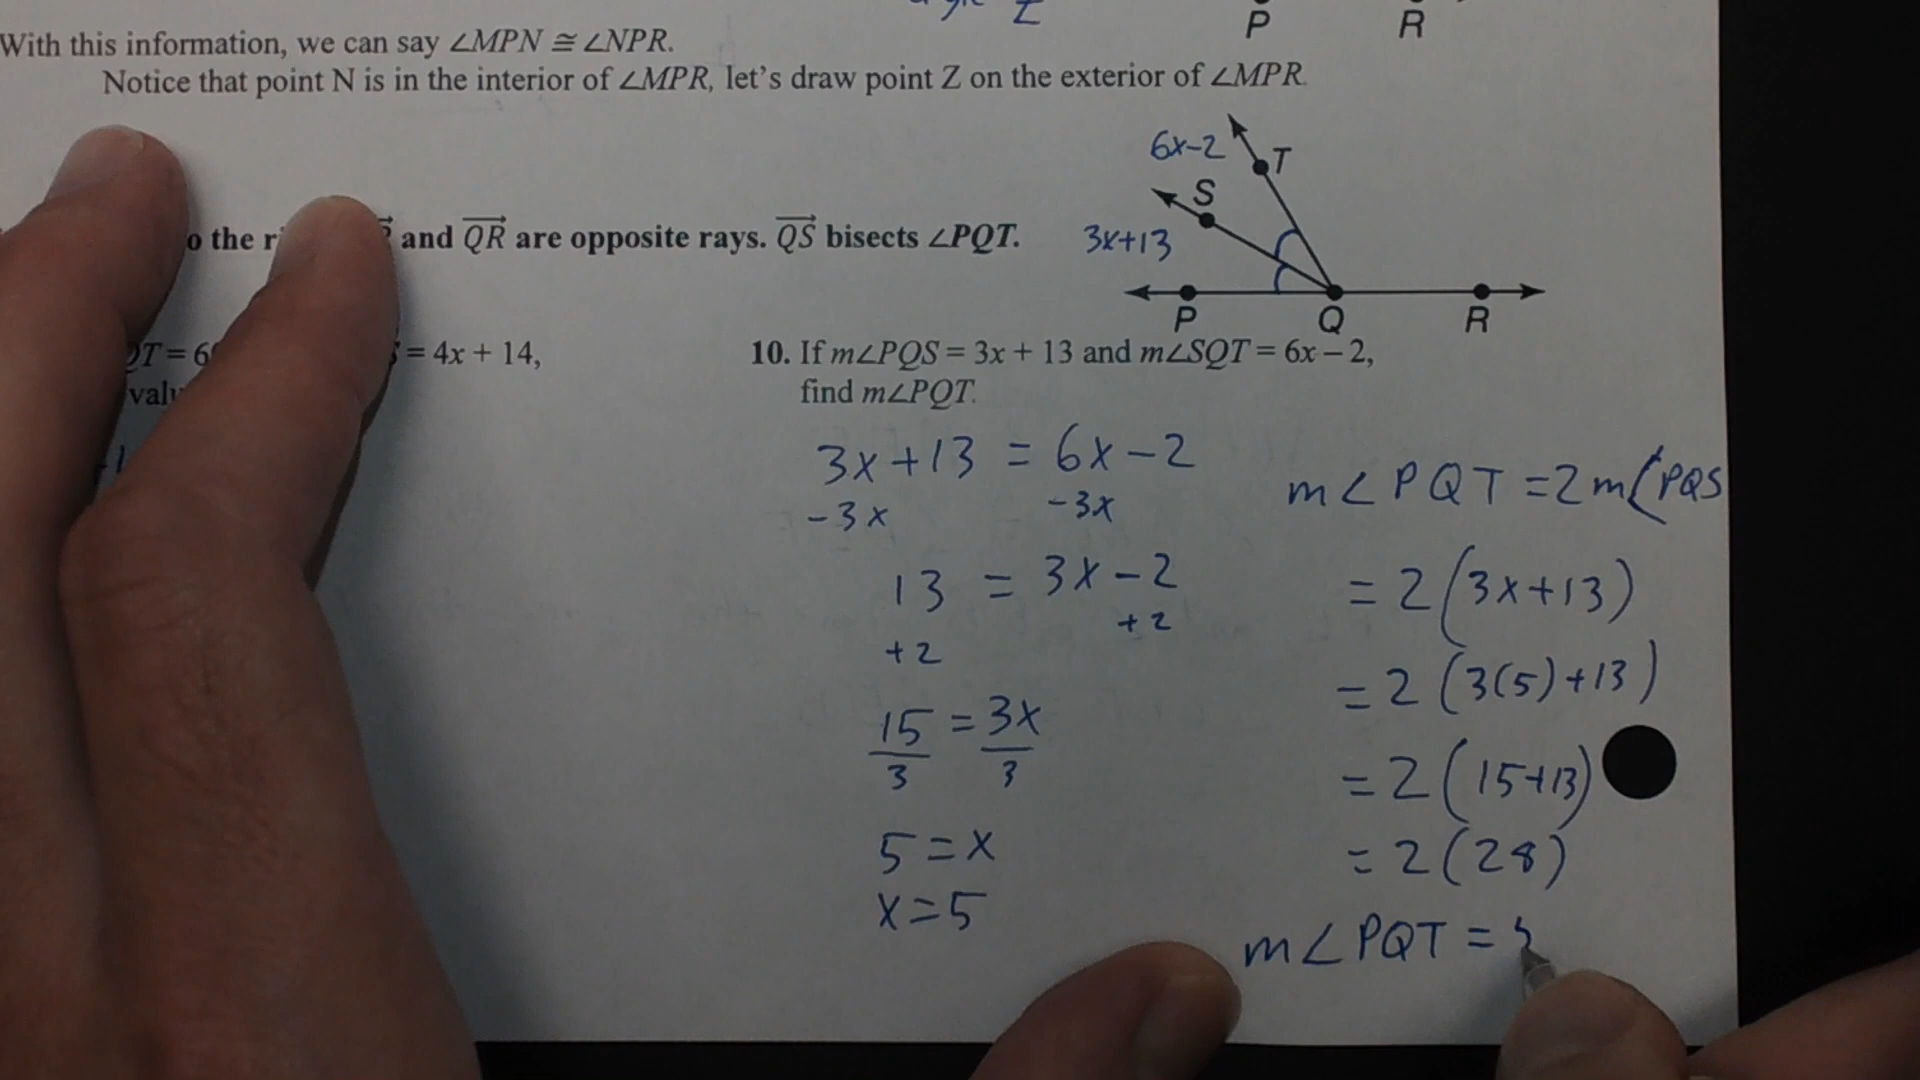 Z
P R
With this information, we can say ∠MPN ≅ ∠NPR.
Notice that point N is in the interior of ∠MPR, let's draw point Z on the exterior of ∠MPR.
6x-2
T
S
o the and QR are opposite rays. QS bisects ∠PQT.
3x+13
P Q R
QT = 6 = 4x + 14,
10. If m∠PQS = 3x + 13 and m∠SQT = 6x – 2,
find m∠PQT.
3x+13 = 6x-2
-3x -3x
13 = 3x-2
+2 +2
15 = 3x
3 3
5=x
x=5
m∠PQT =2m(PQS
=2(3x+13)
=2(3(5)+13)
=2(15+13)
=2(28)
m∠PQT =